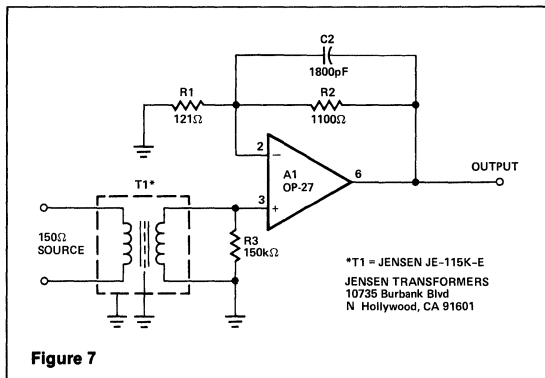 C2
1800pF
R1
121Ω
R2
1100Ω
2
−
A1
OP-27
6
3
+
OUTPUT
T1*
150Ω
SOURCE
R3
150kΩ
*T1 = JENSEN JE-115K-E
JENSEN TRANSFORMERS
10735 Burbank Blvd
N Hollywood, CA 91601
Figure 7